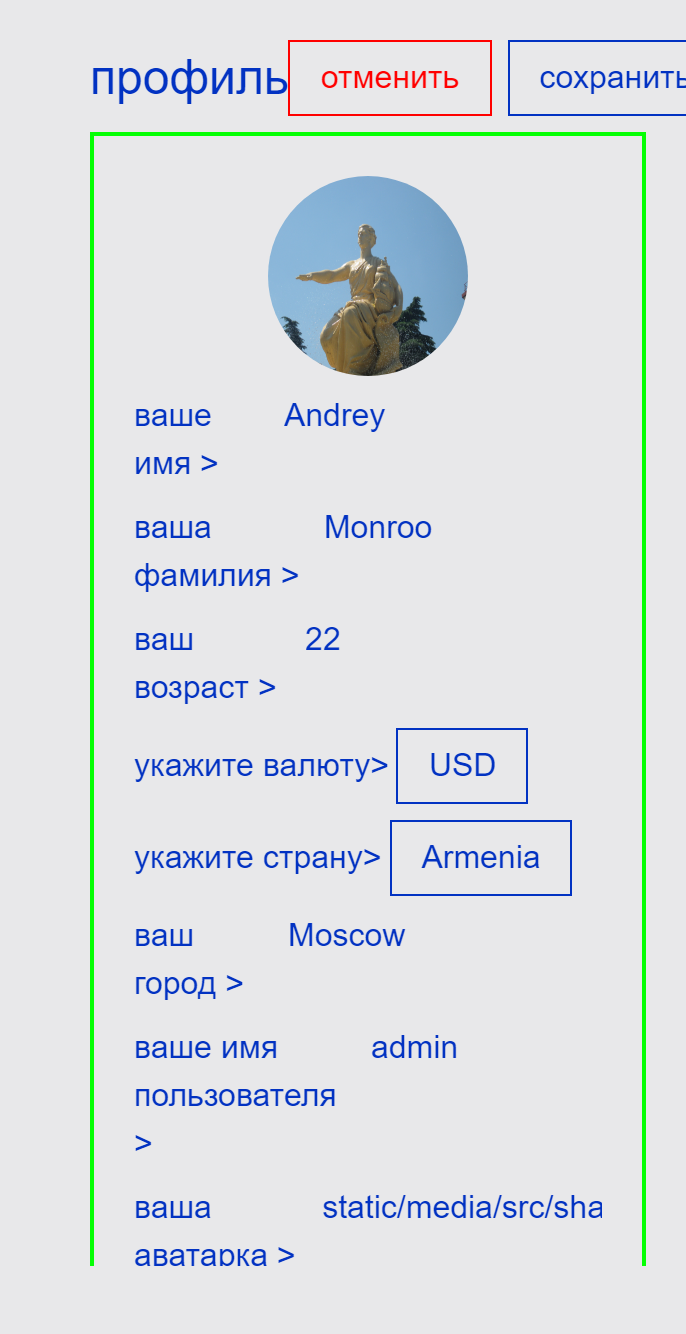 профиль отменить сохранить
ваше Andrey
имя >
ваша Monroo
фамилия >
ваш 22
возраст >
укажите валюту> USD
укажите страну> Armenia
ваш Moscow
город >
ваше имя admin
пользователя
>
ваша static/media/src/sha
аватарка >